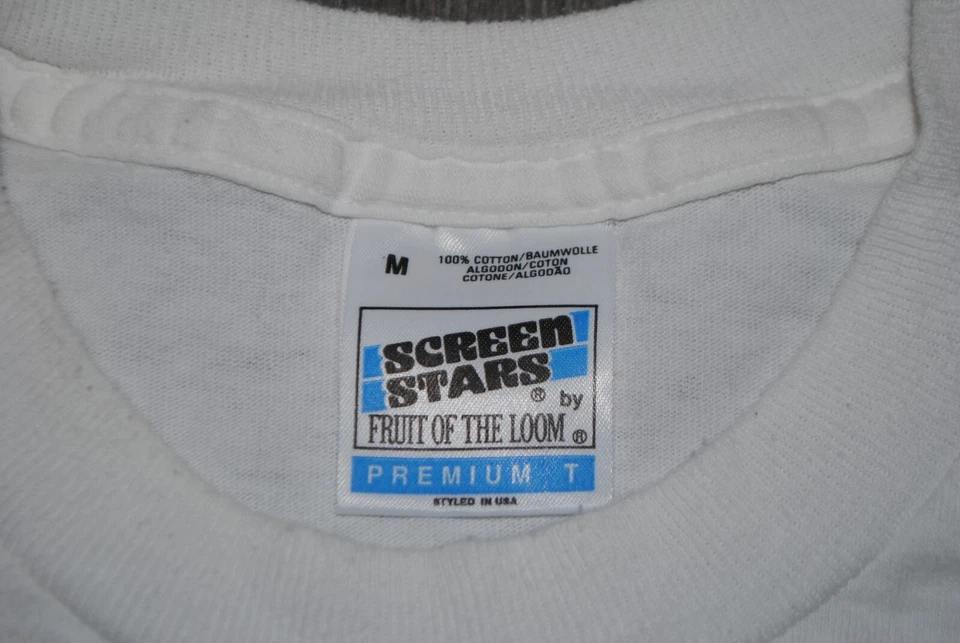 M
100% COTTON/BAUMWOLLE
ALGODON/COTON
COTONE/ALGODÃO
SCREEN
STARS® by
FRUIT OF THE LOOM®
PREMIUM T
STYLED IN USA